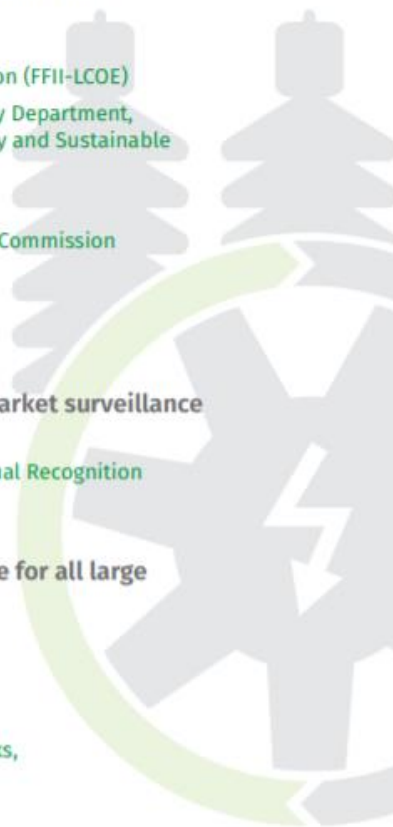 on (FFII-LCOE)
y Department,
y and Sustainable
Commission
arket surveillance
al Recognition
e for all large
s,